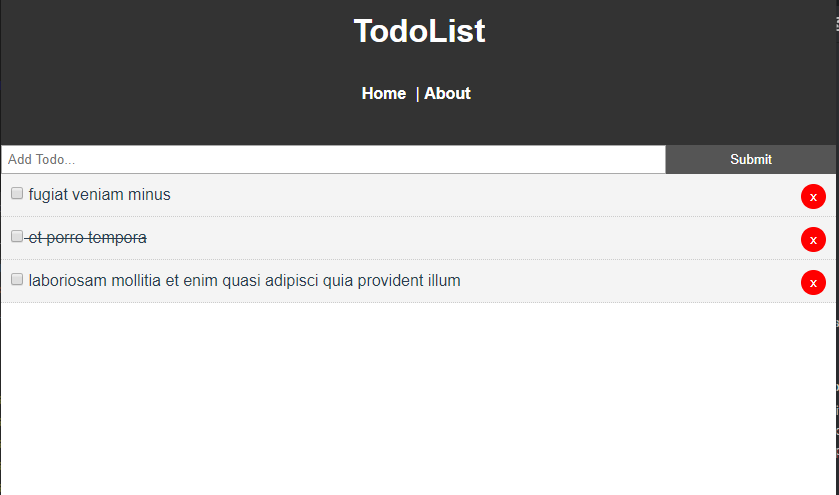 TodoList
Home | About
Add Todo... Submit
fugiat veniam minus x
et porro tempora x
laboriosam mollitia et enim quasi adipisci quia provident illum x